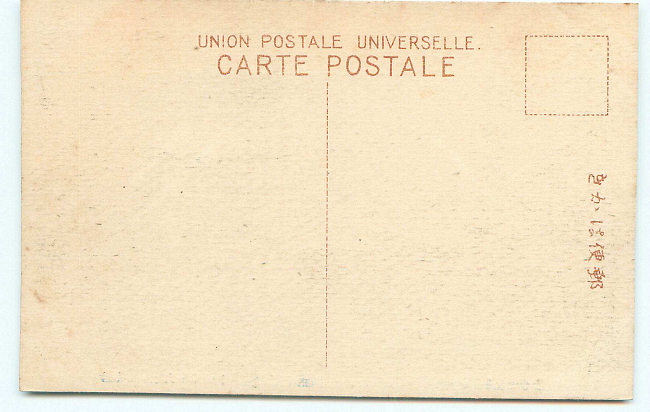 UNION POSTALE UNIVERSELLE.
CARTE POSTALE
郵便はかき